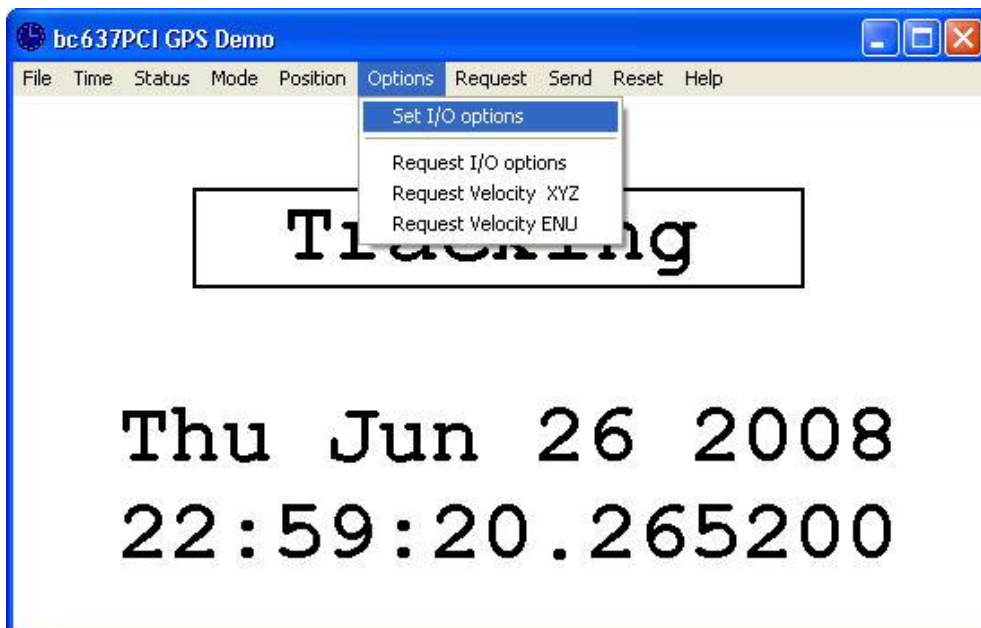 bc637PCI GPS Demo
File Time Status Mode Position Options Request Send Reset Help
Set I/O options
Request I/O options
Request Velocity XYZ
Request Velocity ENU
Tracking
Thu Jun 26 2008
22:59:20.265200